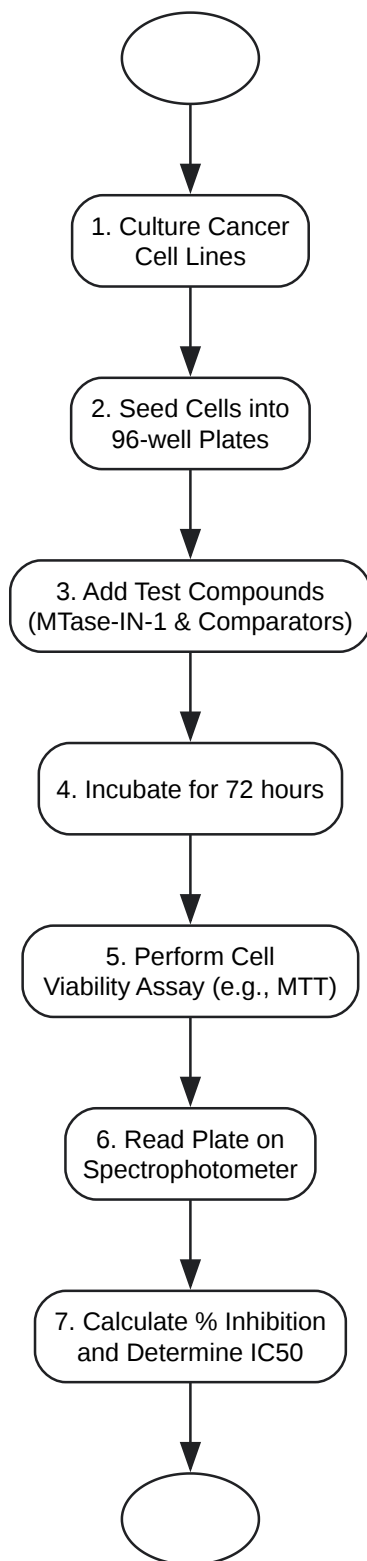 1. Culture Cancer
Cell Lines
2. Seed Cells into
96-well Plates
3. Add Test Compounds
(MTase-IN-1 & Comparators)
4. Incubate for 72 hours
5. Perform Cell
Viability Assay (e.g., MTT)
6. Read Plate on
Spectrophotometer
7. Calculate % Inhibition
and Determine IC50